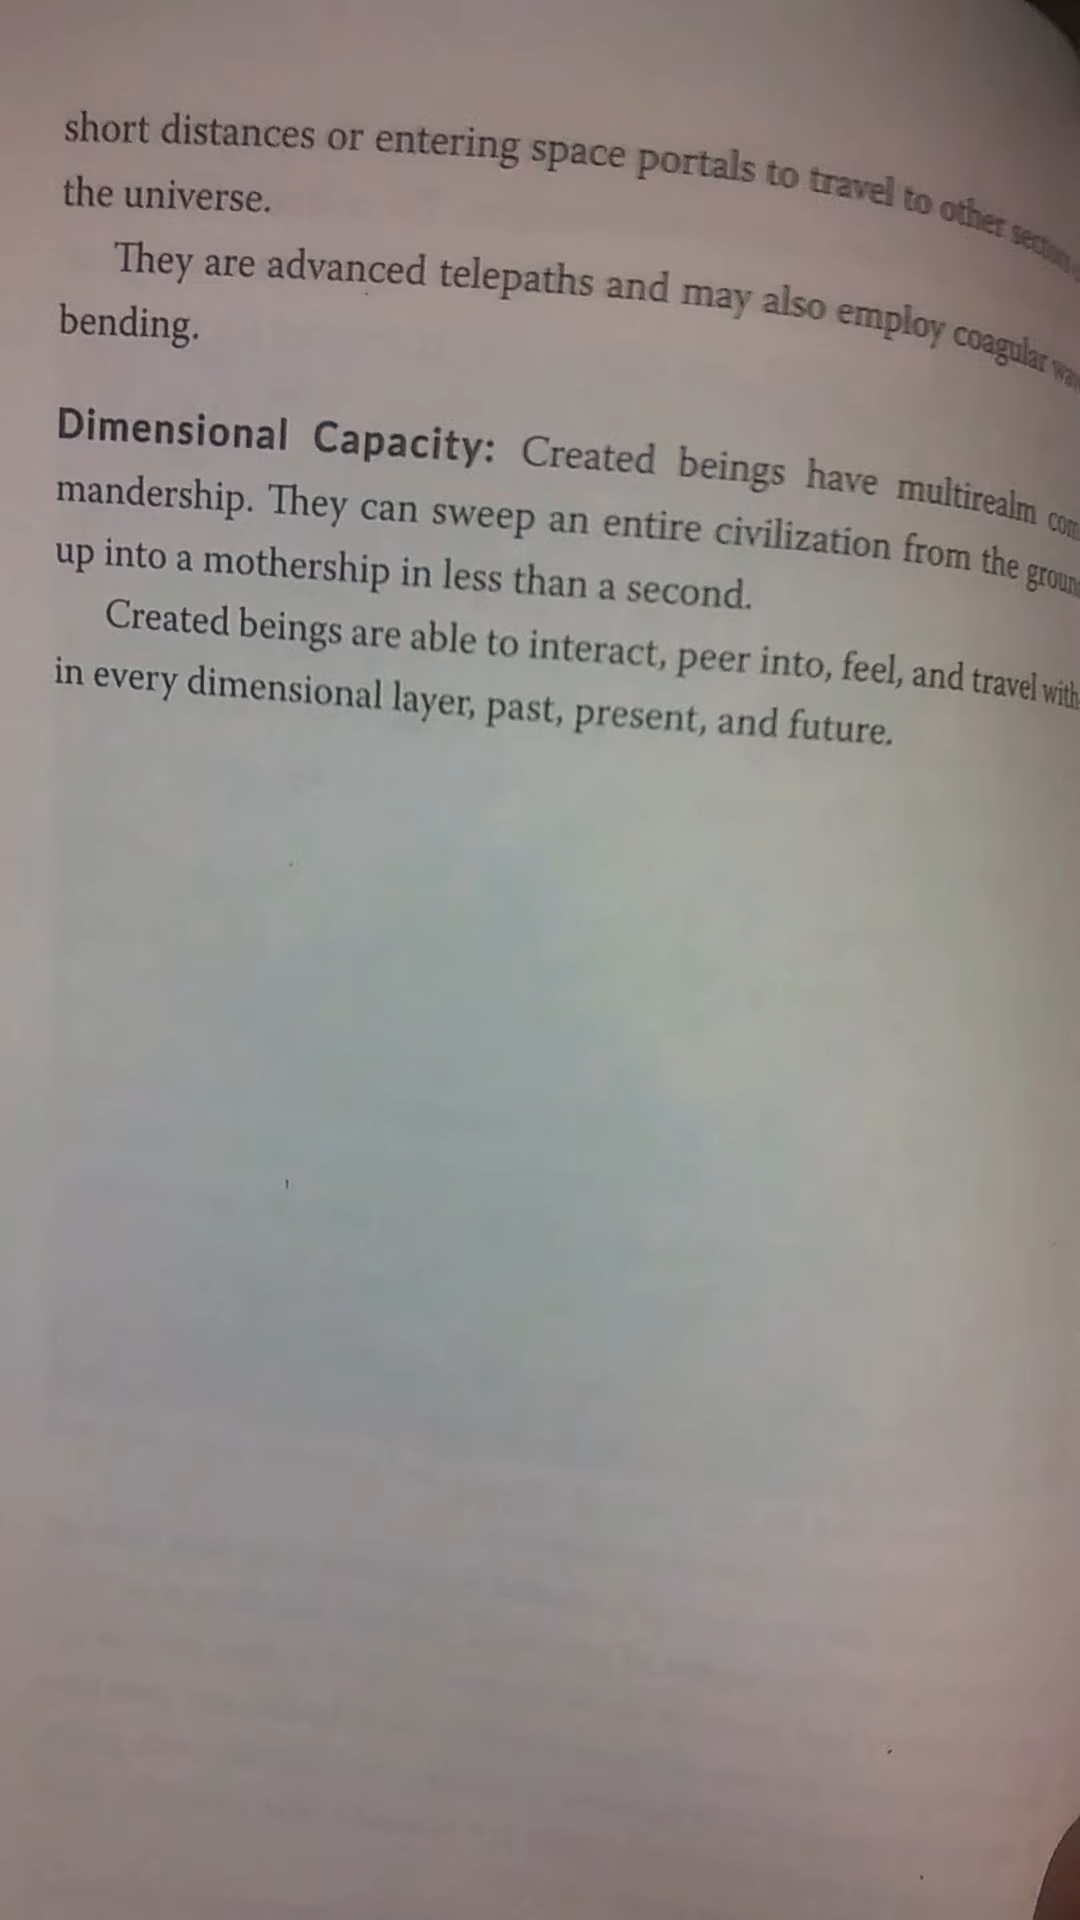 short distances or entering space portals to travel to other
the universe.
They are advanced telepaths and may also employ coagular
bending.
Dimensional Capacity: Created beings have multirealm com
mandership. They can sweep an entire civilization from the groun
up into a mothership in less than a second.
Created beings are able to interact, peer into, feel, and travel with
in every dimensional layer, past, present, and future.